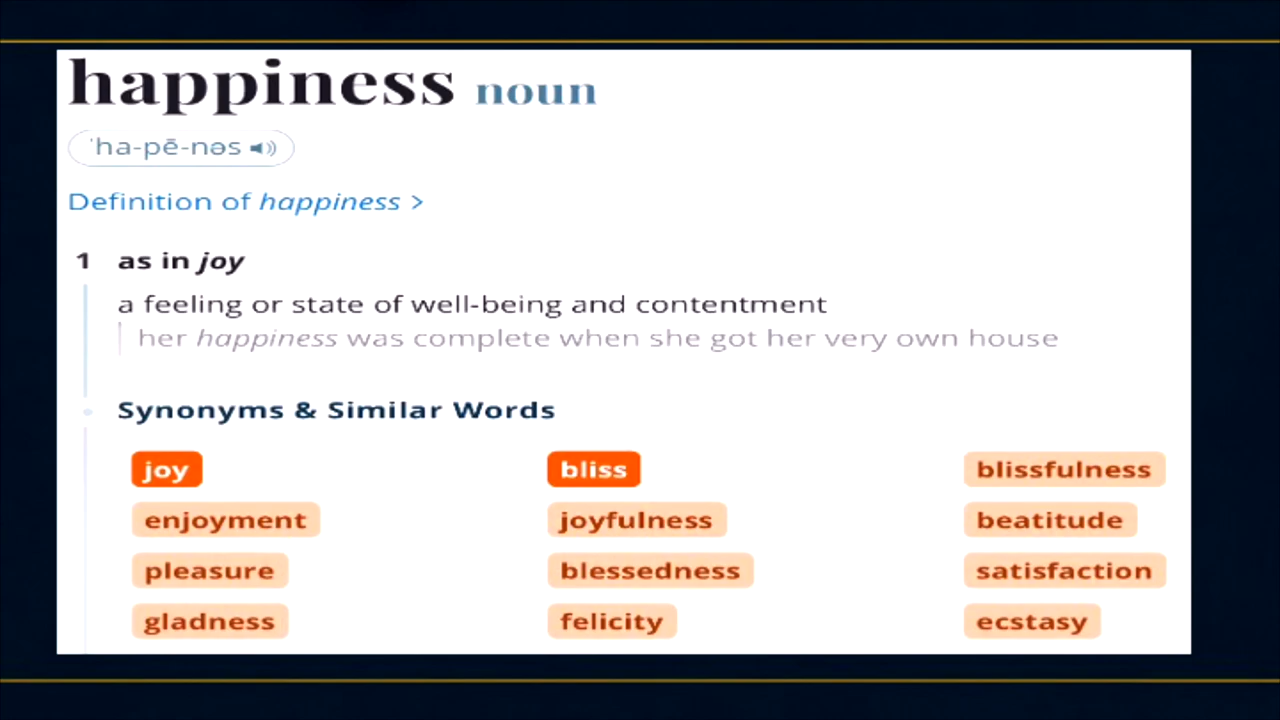 happiness noun
ˈha-pē-nəs
Definition of happiness >
1 as in joy
a feeling or state of well-being and contentment
her happiness was complete when she got her very own house
Synonyms & Similar Words
joy bliss blissfulness
enjoyment joyfulness beatitude
pleasure blessedness satisfaction
gladness felicity ecstasy